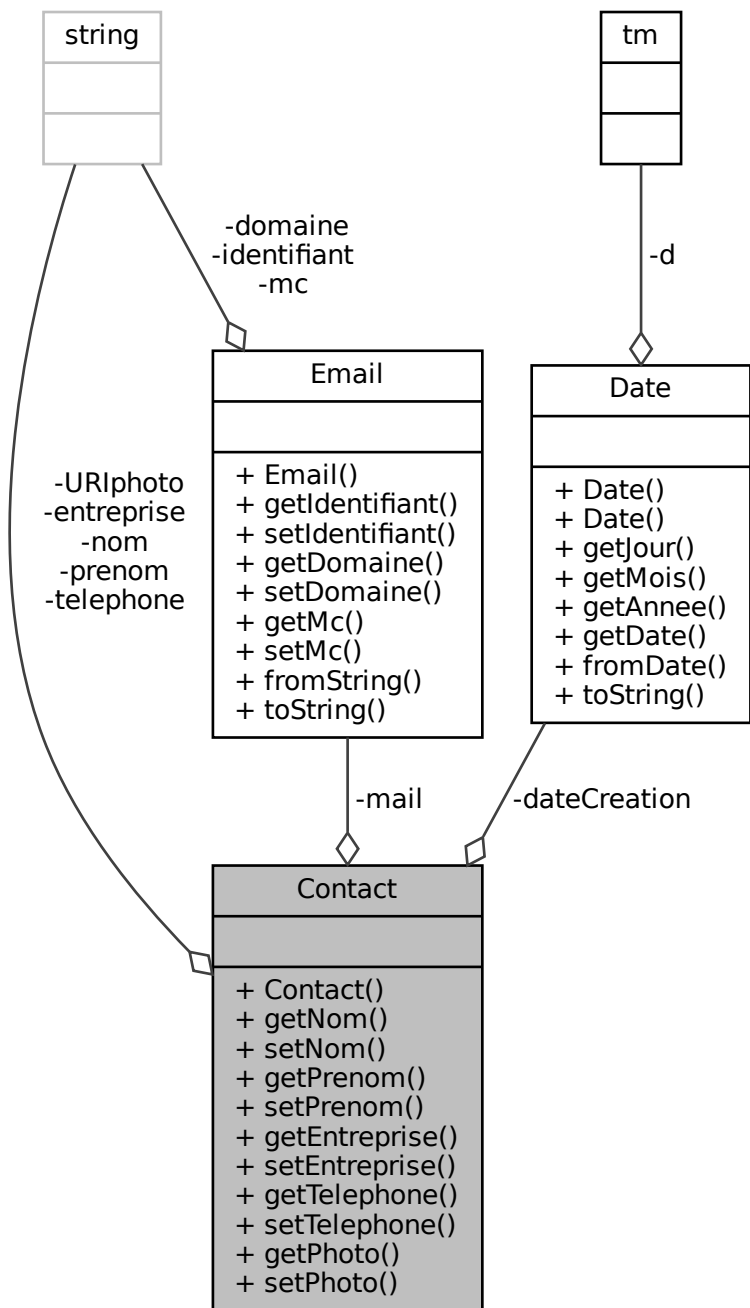 string
tm
-domaine
-identifiant
-mc
-d
Email
+ Email()
+ getIdentifiant()
+ setIdentifiant()
+ getDomaine()
+ setDomaine()
+ getMc()
+ setMc()
+ fromString()
+ toString()
Date
+ Date()
+ Date()
+ getJour()
+ getMois()
+ getAnnee()
+ getDate()
+ fromDate()
+ toString()
-URIphoto
-entreprise
-nom
-prenom
-telephone
-mail
-dateCreation
Contact
+ Contact()
+ getNom()
+ setNom()
+ getPrenom()
+ setPrenom()
+ getEntreprise()
+ setEntreprise()
+ getTelephone()
+ setTelephone()
+ getPhoto()
+ setPhoto()